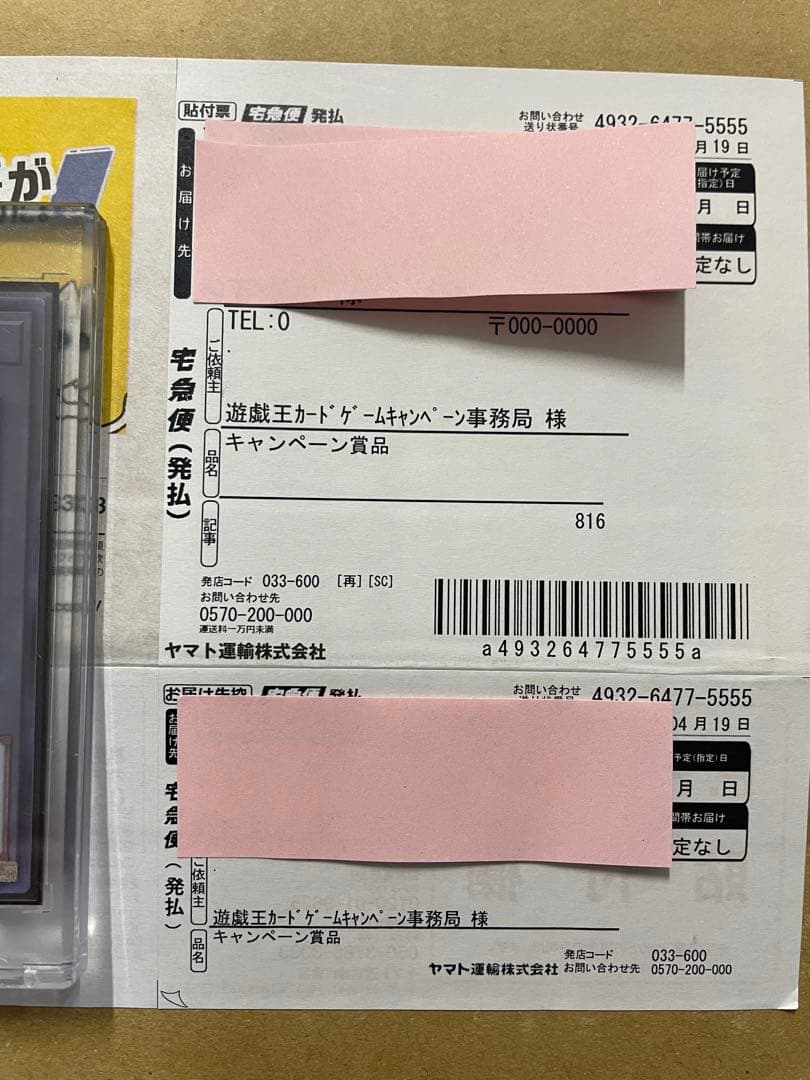 が
貼付票 宅急便 発払
お問い合わせ
送り状番号 4932-6477-5555
月19日
お届け先
届け予定
指定)日
月 日
間帯お届け
定なし
TEL:0 〒000-0000
宅急便(発払)
ご依頼主
遊戯王カードゲームキャンペーン事務局 様
品名
キャンペーン賞品
記事
816
発店コード 033-600 [再][SC]
お問い合わせ先
0570-200-000
運送料一万円未満
ヤマト運輸株式会社
a493264775555a
お届け先控 宅急便 発払
お問い合わせ
送り状番号 4932-6477-5555
04月19日
お届け先
予定(指定)日
月 日
間帯お届け
定なし
宅急便(発払)
ご依頼主
遊戯王カードゲームキャンペーン事務局 様
品名
キャンペーン賞品
発店コード 033-600
ヤマト運輸株式会社 お問い合わせ先 0570-200-000